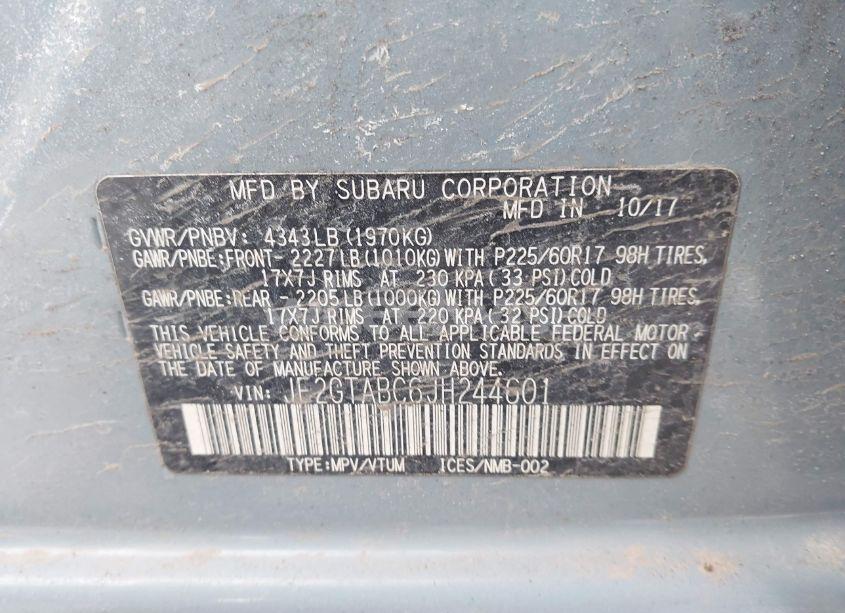 MFD BY SUBARU CORPORATION
MFD IN 10/17
GVWR/PNBV: 4343LB(1970KG)
GAWR/PNBE:FRONT- 2227LB(1010KG)WITH P225/60R17 98H TIRES,
17X7J RIMS AT 230 KPA(33 PSI)COLD
GAWR/PNBE:REAR - 2205LB(1000KG)WITH P225/60R17 98H TIRES,
17X7J RIMS AT 220 KPA(32 PSI)COLD
THIS VEHICLE CONFORMS TO ALL APPLICABLE FEDERAL MOTOR
VEHICLE SAFETY AND THEFT PREVENTION STANDARDS IN EFFECT ON
THE DATE OF MANUFACTURE SHOWN ABOVE.
VIN: JF2GTABC6JH244601
TYPE:MPV/VTUM ICES/NMB-002